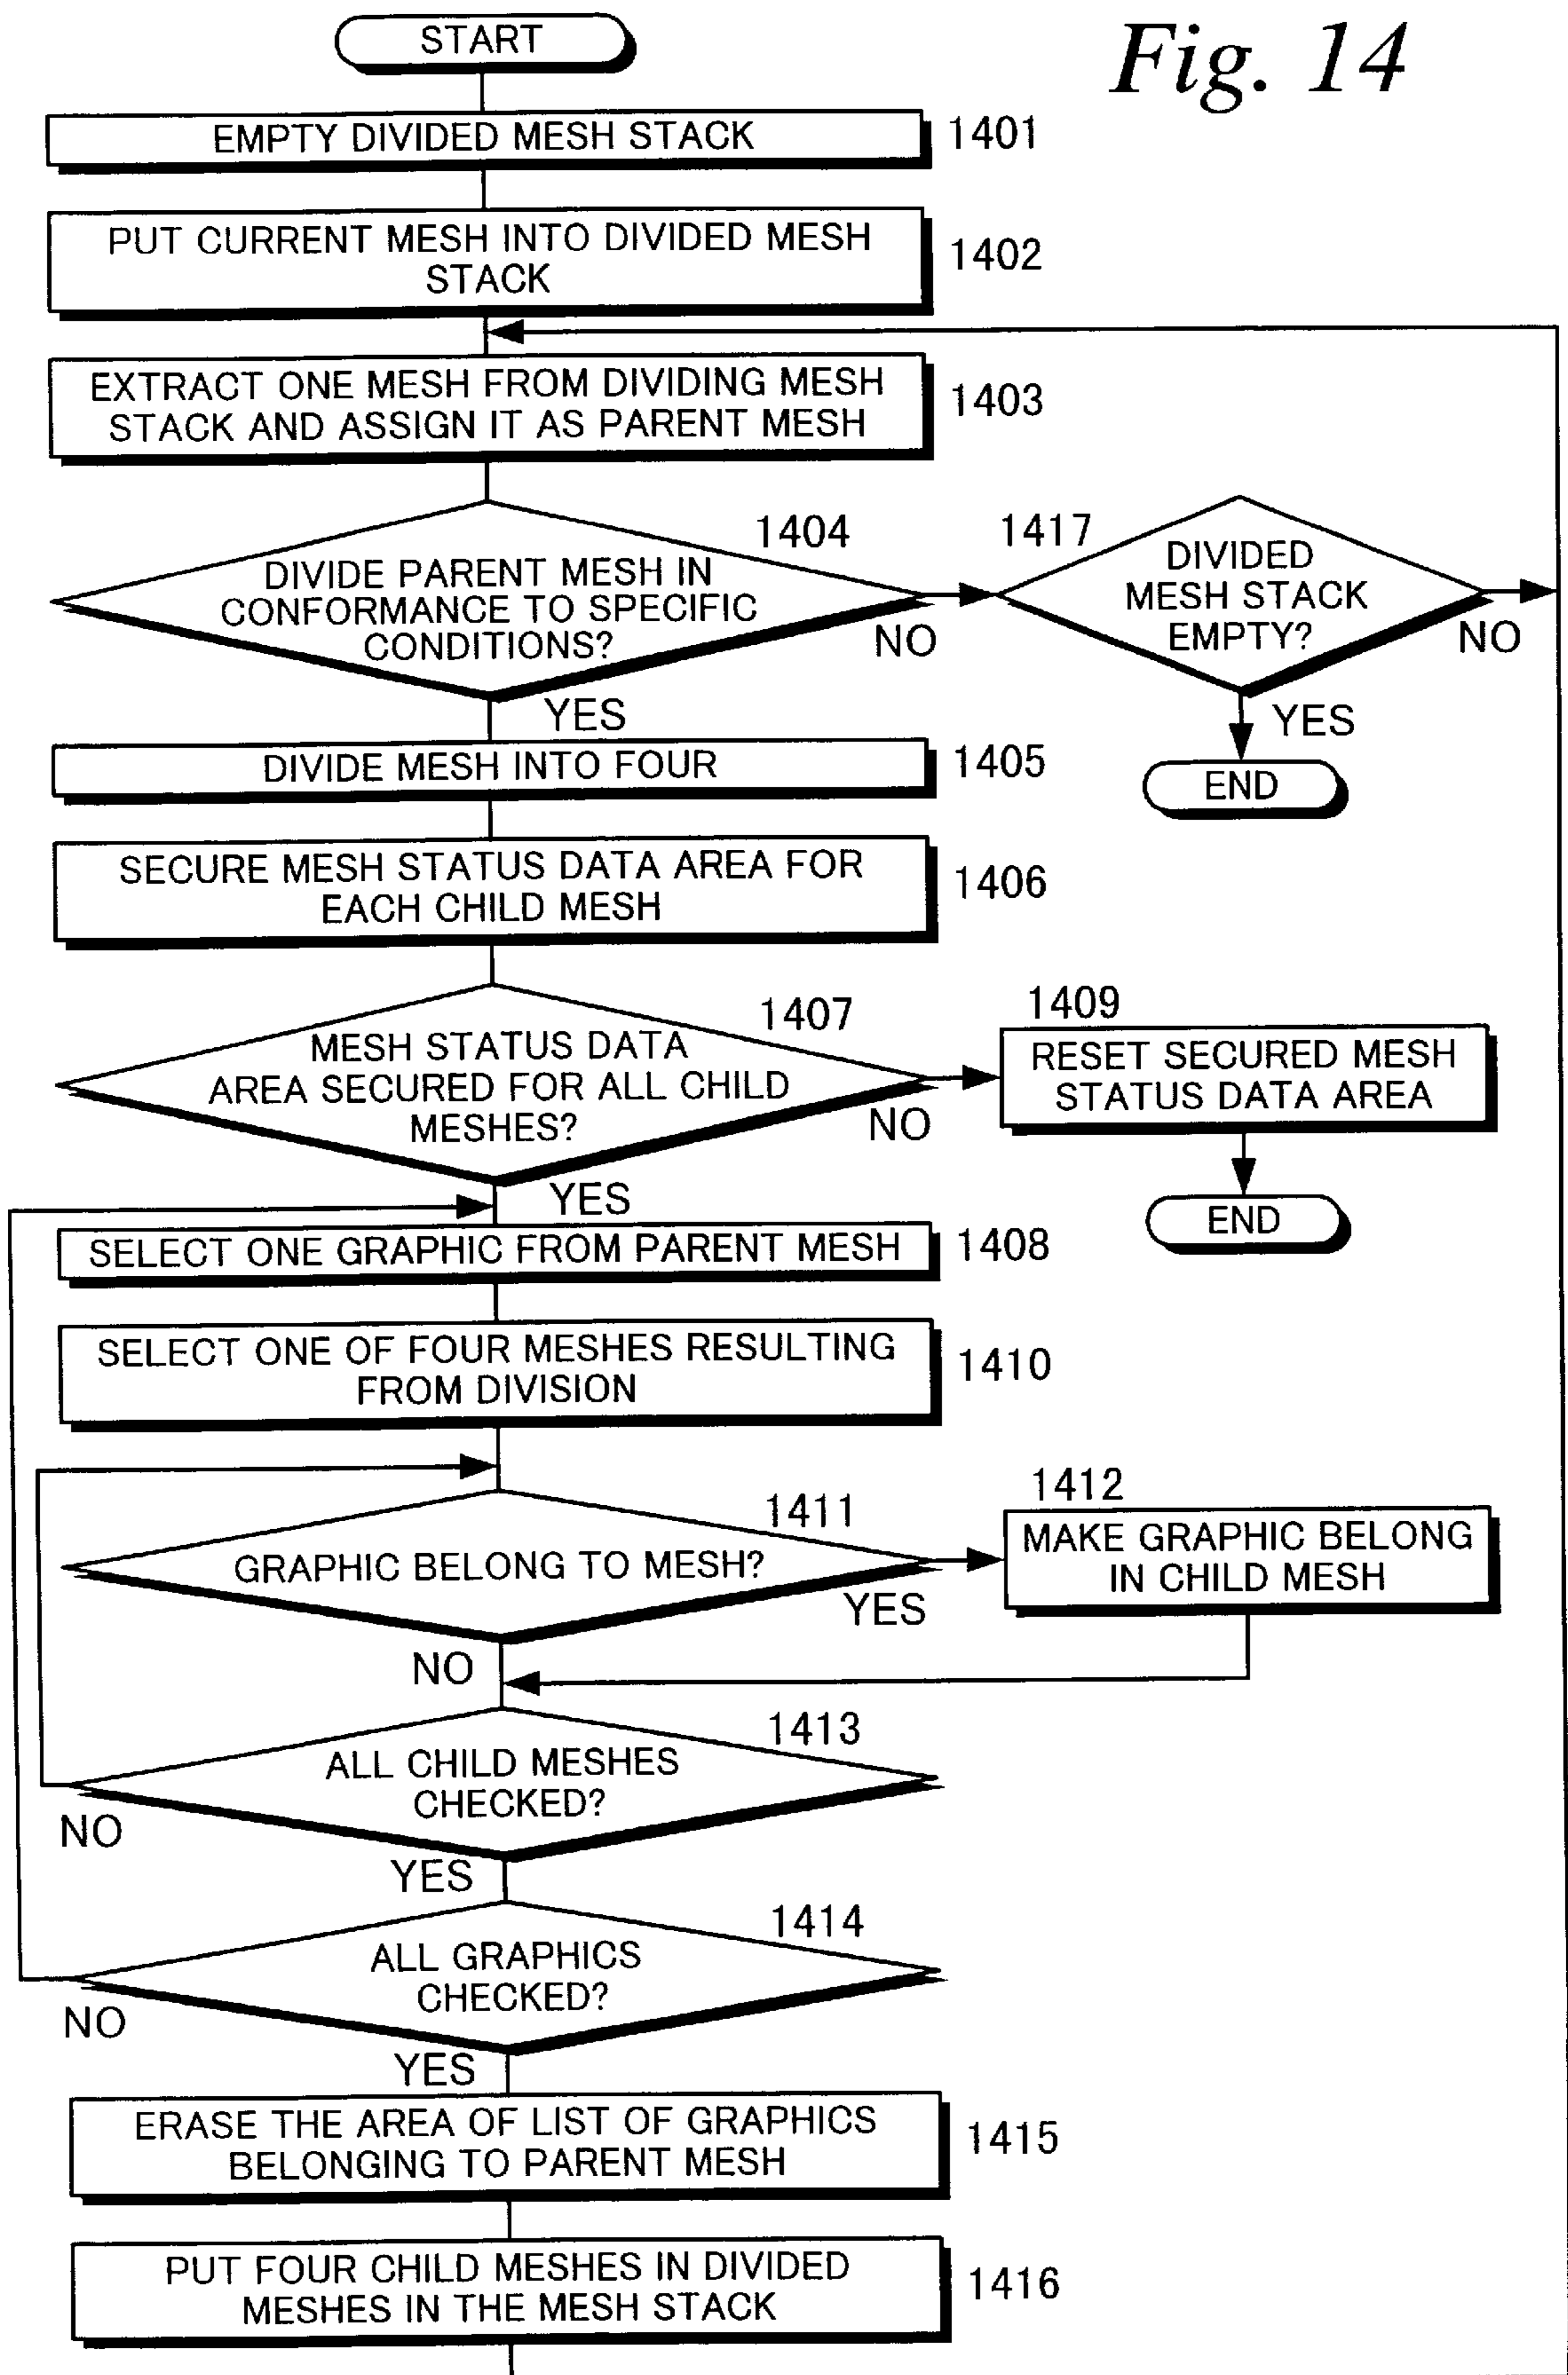 Fig. 14
START
EMPTY DIVIDED MESH STACK
1401
PUT CURRENT MESH INTO DIVIDED MESH
STACK
1402
EXTRACT ONE MESH FROM DIVIDING MESH
STACK AND ASSIGN IT AS PARENT MESH
1403
1404
DIVIDE PARENT MESH IN
CONFORMANCE TO SPECIFIC
CONDITIONS?
NO
YES
1417
DIVIDED
MESH STACK
EMPTY?
NO
YES
END
DIVIDE MESH INTO FOUR
1405
SECURE MESH STATUS DATA AREA FOR
EACH CHILD MESH
1406
1407
MESH STATUS DATA
AREA SECURED FOR ALL CHILD
MESHES?
NO
YES
1409
RESET SECURED MESH
STATUS DATA AREA
END
SELECT ONE GRAPHIC FROM PARENT MESH
1408
SELECT ONE OF FOUR MESHES RESULTING
FROM DIVISION
1410
1411
GRAPHIC BELONG TO MESH?
YES
NO
1412
MAKE GRAPHIC BELONG
IN CHILD MESH
1413
ALL CHILD MESHES
CHECKED?
NO
YES
1414
ALL GRAPHICS
CHECKED?
NO
YES
ERASE THE AREA OF LIST OF GRAPHICS
BELONGING TO PARENT MESH
1415
PUT FOUR CHILD MESHES IN DIVIDED
MESHES IN THE MESH STACK
1416